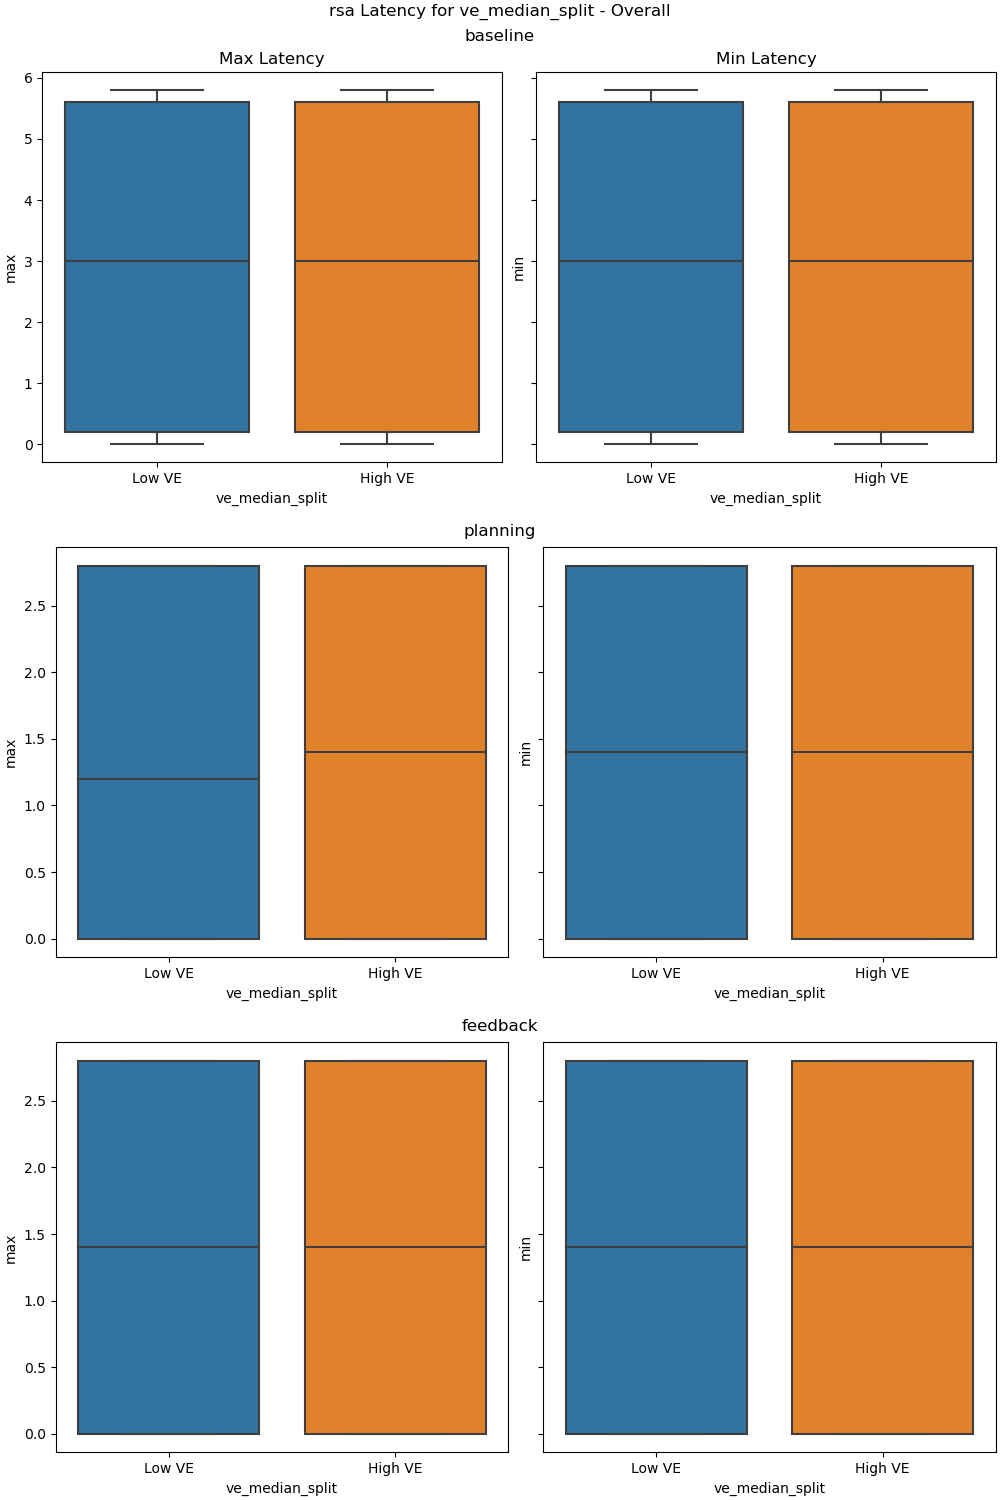 rsa Latency for ve_median_split - Overall
baseline
Max Latency
Min Latency
6
5
4
3
2
1
0
max
min
Low VE
High VE
Low VE
High VE
ve_median_split
ve_median_split
planning
2.5
2.0
1.5
1.0
0.5
0.0
max
min
Low VE
High VE
Low VE
High VE
ve_median_split
ve_median_split
feedback
2.5
2.0
1.5
1.0
0.5
0.0
max
min
Low VE
High VE
Low VE
High VE
ve_median_split
ve_median_split